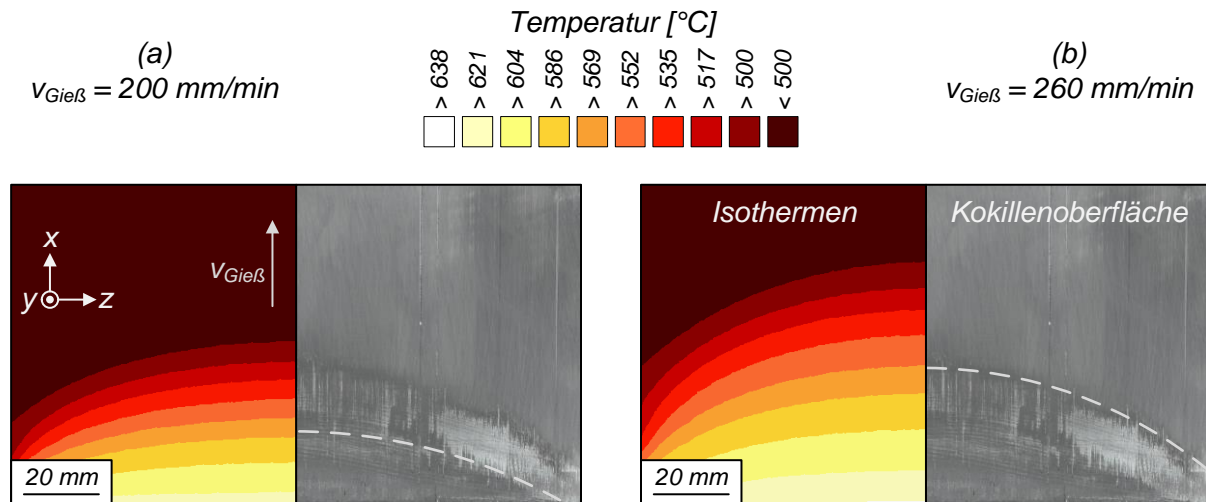 Temperatur [°C]
(a)
vGieß = 200 mm/min
> 638
> 621
> 604
> 586
> 569
> 552
> 535
> 517
> 500
< 500
(b)
vGieß = 260 mm/min
x
y
z
vGieß
20 mm
Isothermen
Kokillenoberfläche
20 mm